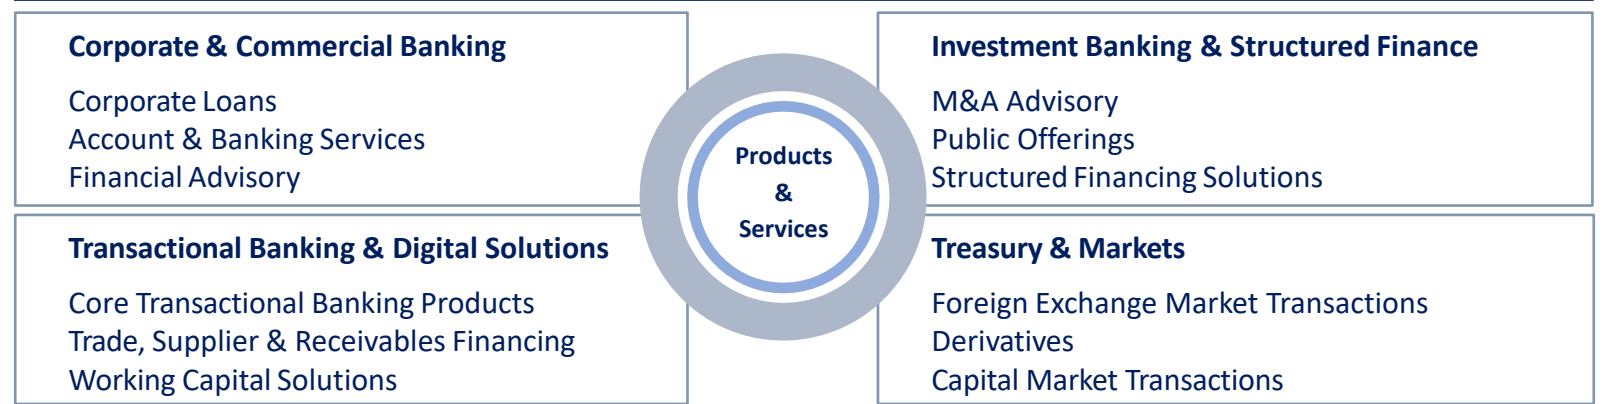 Corporate & Commercial Banking
Corporate Loans
Account & Banking Services
Financial Advisory
Investment Banking & Structured Finance
M&A Advisory
Public Offerings
Structured Financing Solutions
Products
&
Services
Transactional Banking & Digital Solutions
Core Transactional Banking Products
Trade, Supplier & Receivables Financing
Working Capital Solutions
Treasury & Markets
Foreign Exchange Market Transactions
Derivatives
Capital Market Transactions